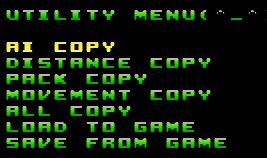 UTILITY MENU(^_^
AI COPY
DISTANCE COPY
PACK COPY
MOVEMENT COPY
ALL COPY
LOAD TO GAME
SAVE FROM GAME